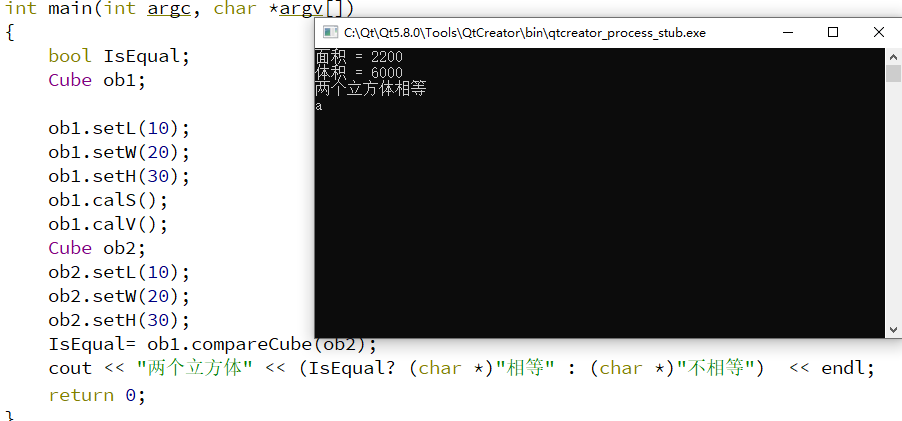 int main(int argc, char *argv[])
{
bool IsEqual;
Cube ob1;
ob1.setL(10);
ob1.setW(20);
ob1.setH(30);
ob1.calS();
ob1.calV();
Cube ob2;
ob2.setL(10);
ob2.setW(20);
ob2.setH(30);
IsEqual= ob1.compareCube(ob2);
cout << "两个立方体" << (IsEqual? (char *)"相等" : (char *)"不相等")  << endl;
return 0;
}
C:\Qt\Qt5.8.0\Tools\QtCreator\bin\qtcreator_process_stub.exe
面积 = 2200
体积 = 6000
两个立方体相等
a